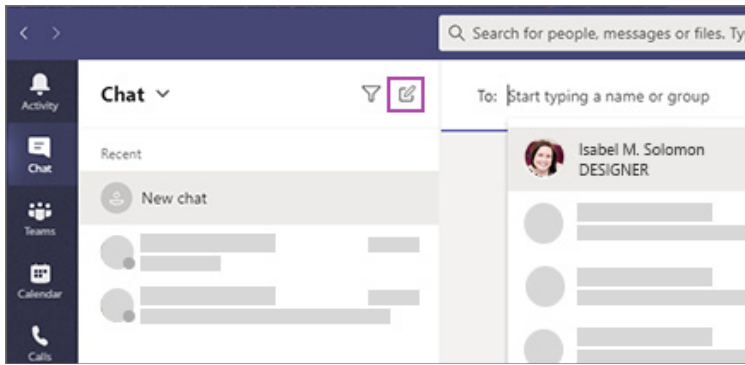 Search for people, messages or files. Ty
Activity
Chat
Teams
Calendar
Calls
Chat
Recent
New chat
To: Start typing a name or group
Isabel M. Solomon
DESIGNER